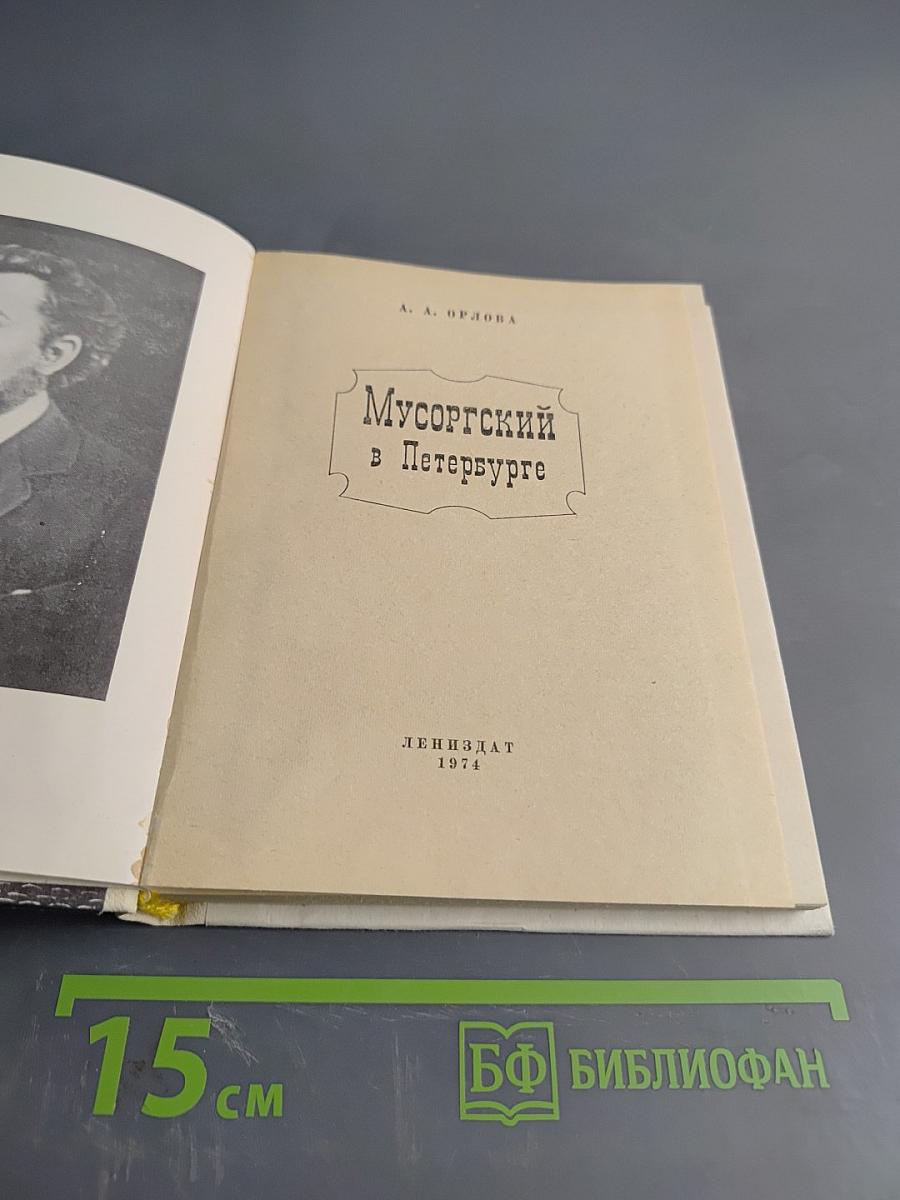 А. А. ОРЛОВА
Мусоргский
в Петербурге
ЛЕНИЗДАТ
1974
15 см
БФ БИБЛИОФАН